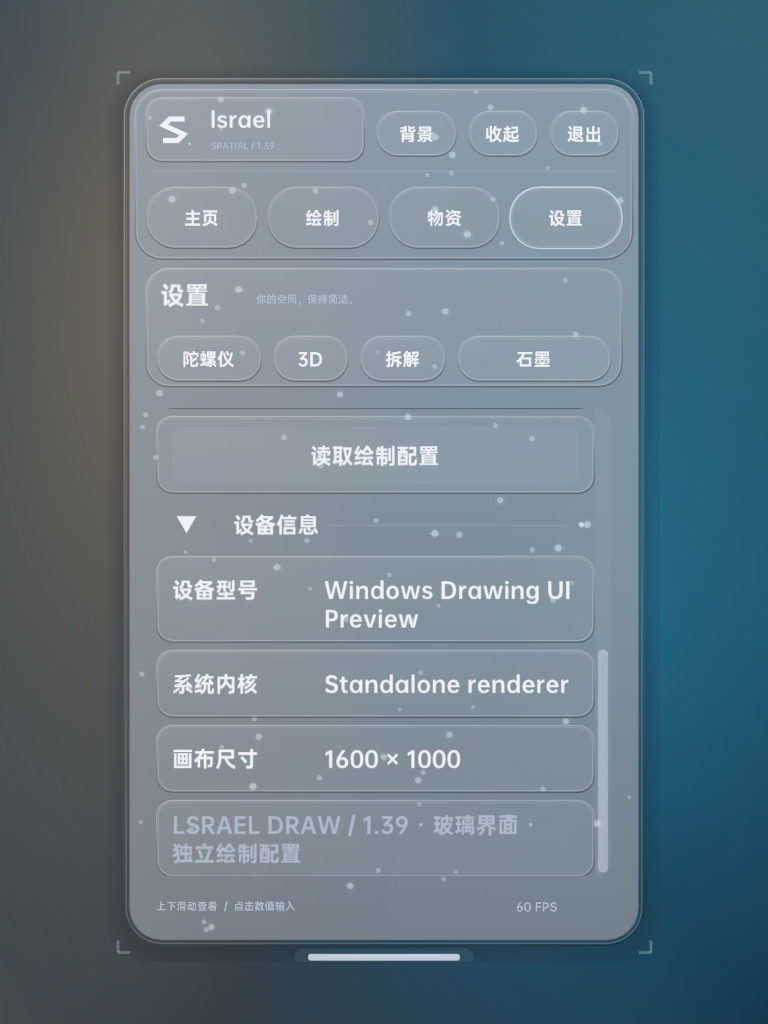 lsrael
SPATIAL / 1.39
背景
收起
退出
主页
绘制
物资
设置
设置
你的空间，保持简洁。
陀螺仪
3D
拆解
石墨
读取绘制配置
▼ 设备信息
设备型号
Windows Drawing UI
Preview
系统内核
Standalone renderer
画布尺寸
1600 × 1000
LSRAEL DRAW / 1.39 · 玻璃界面 ·
独立绘制配置
上下滑动查看 / 点击数值输入
60 FPS